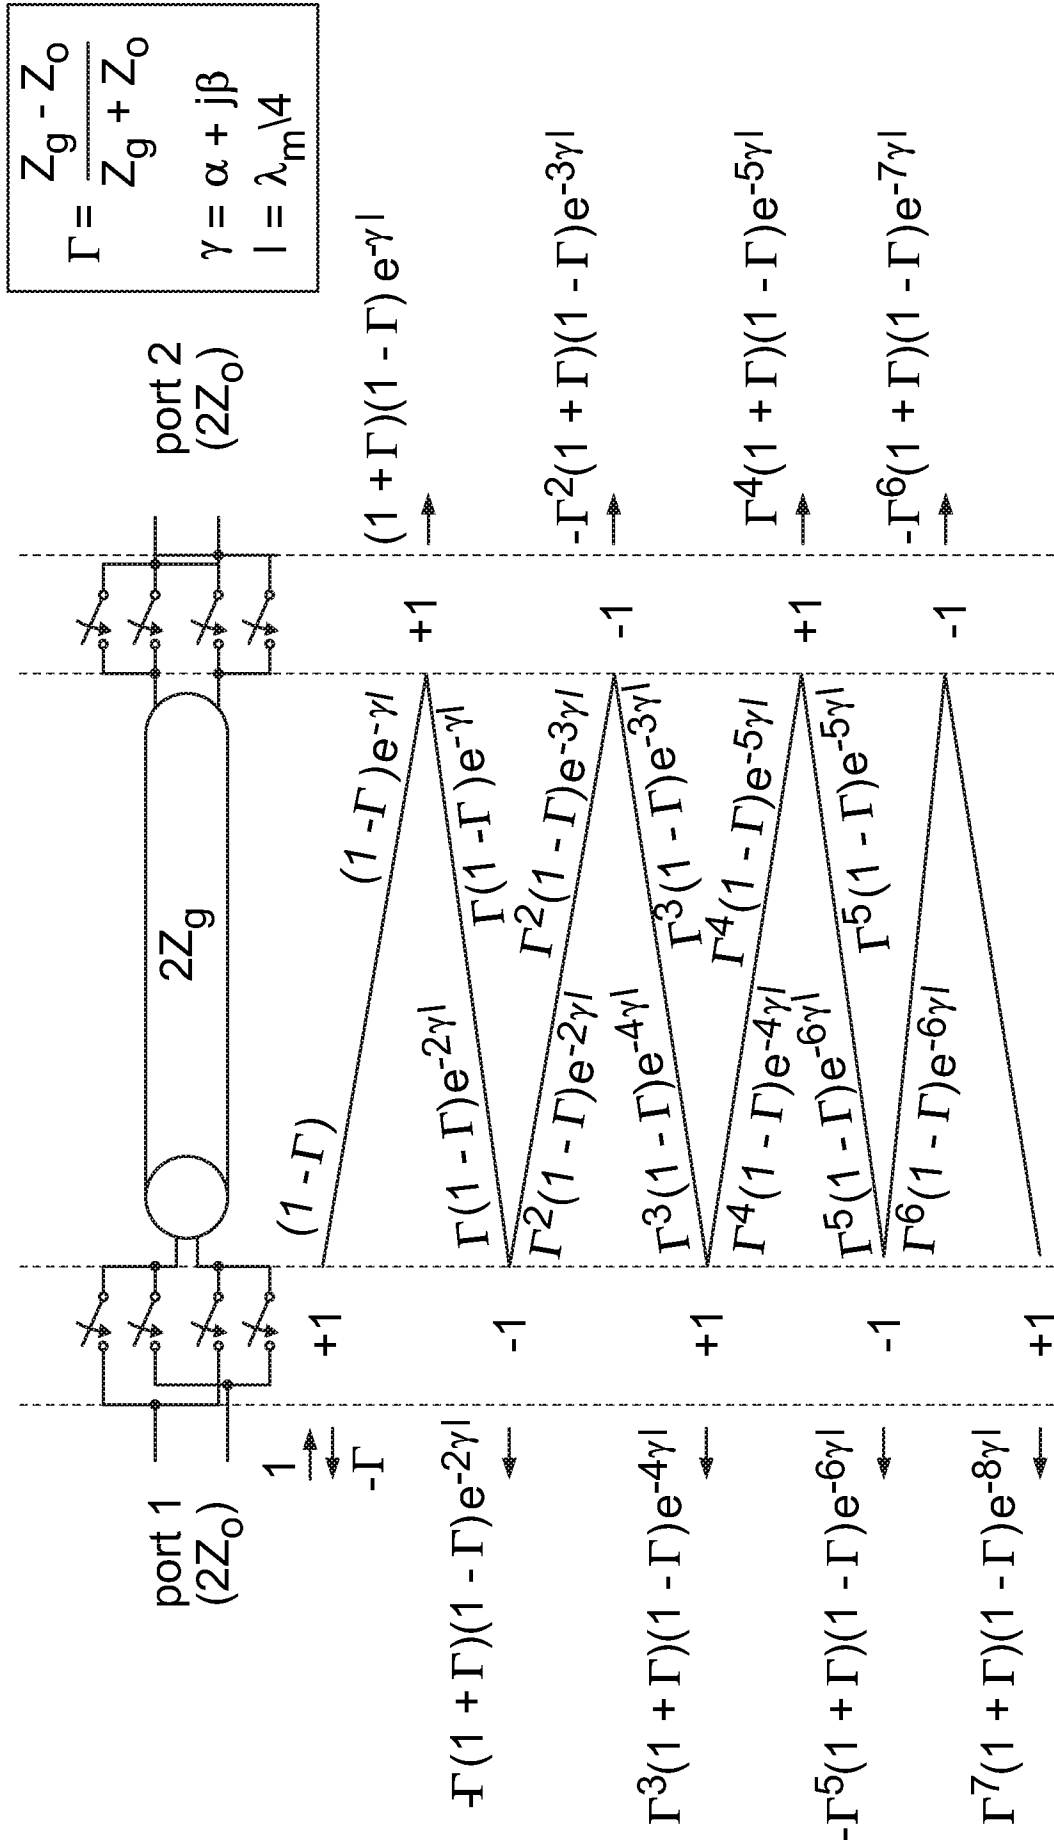 Γ = Z_g - Z_o / Z_g + Z_o
γ = α + jβ
l = λ_m\4
port 1
(2Z_o)
2Z_g
port 2
(2Z_o)
1
-Γ
+1
(1 - Γ)
(1 -Γ )e^-γl
+1
(1 + Γ)(1 - Γ) e^-γl
-Γ(1 + Γ)(1 - Γ)e^-2γl
-1
Γ(1 - Γ)e^-2γl
Γ(1 -Γ )e^-γl
Γ^2(1 - Γ)e^-2γl
Γ^2(1 - Γ)e^-3γl
-1
-Γ^2(1 + Γ)(1 - Γ)e^-3γl
Γ^3(1 + Γ)(1 - Γ)e^-4γl
+1
Γ^3(1 - Γ)e^-4γl
Γ^3(1 - Γ)e^-3γl
Γ^4(1 - Γ)e^-4γl
Γ^4(1 - Γ)e^-5γl
+1
Γ^4(1 + Γ)(1 - Γ)e^-5γl
-Γ^5(1 + Γ)(1 - Γ)e^-6γl
-1
Γ^5(1 - Γ)e^-6γl
Γ^5(1 - Γ)e^-5γl
Γ^6(1 - Γ)e^-6γl
-1
-Γ^6(1 + Γ)(1 - Γ)e^-7γl
Γ^7(1 + Γ)(1 - Γ)e^-8γl
+1